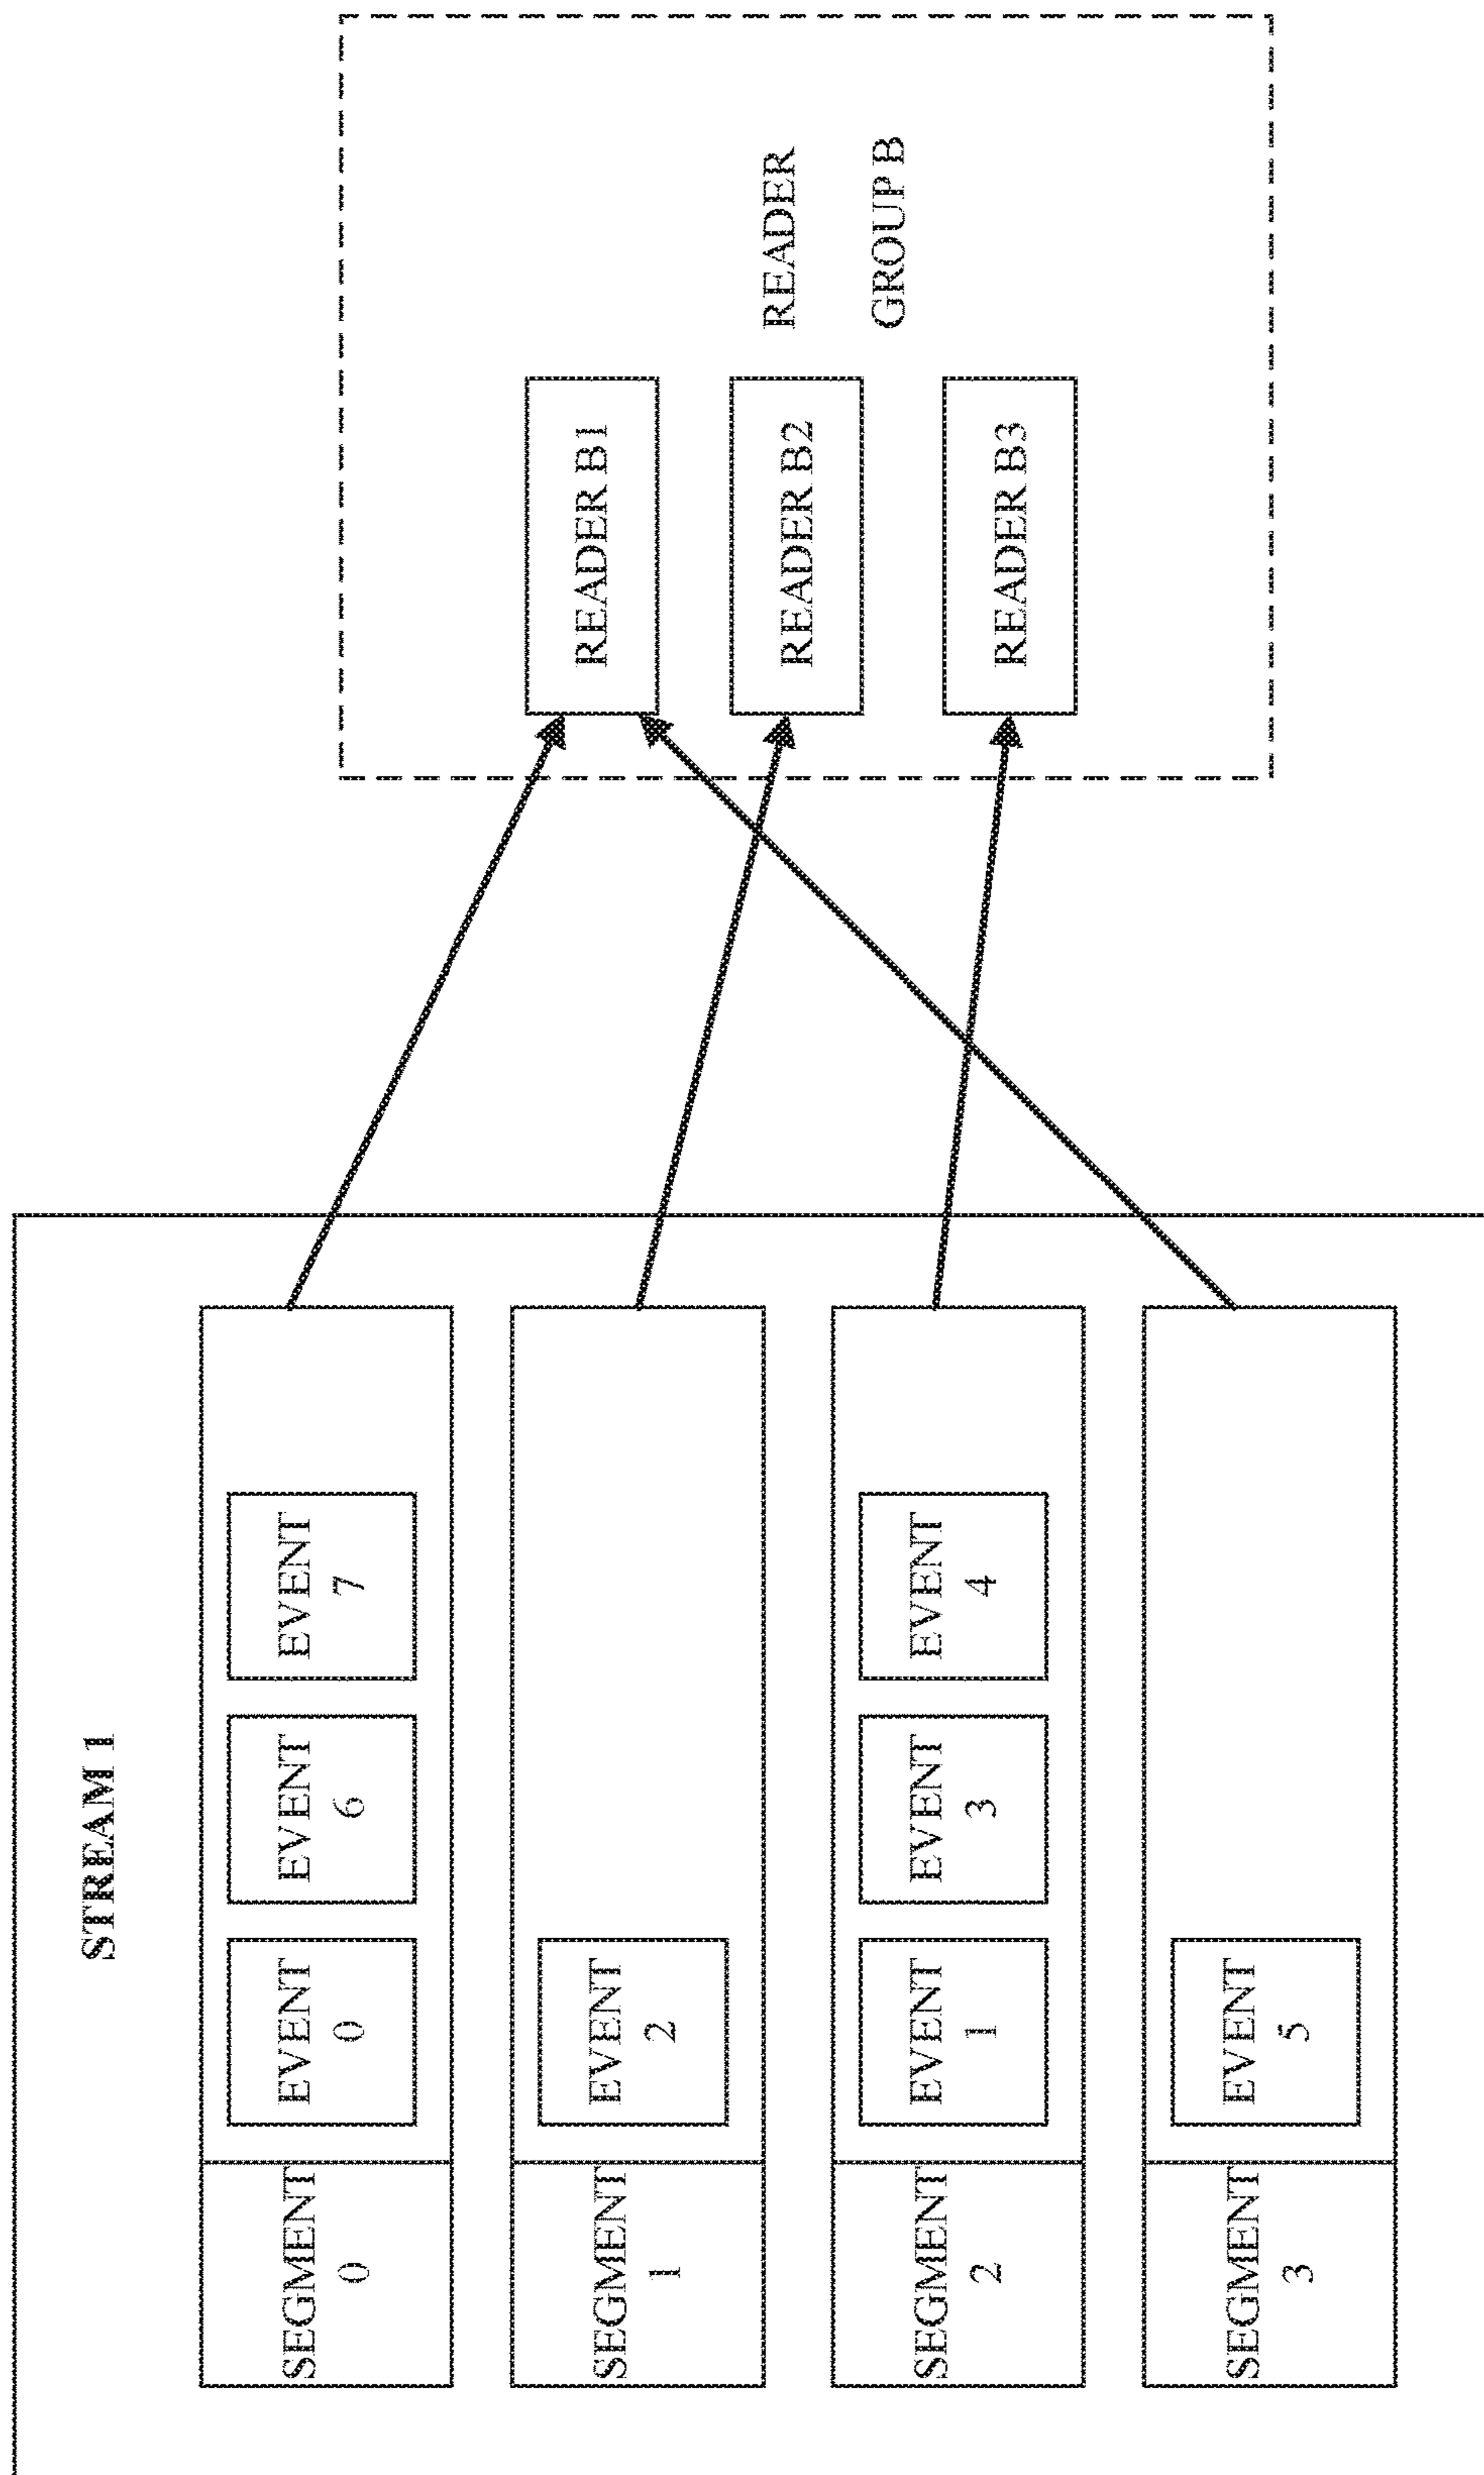 STREAM 1
SEGMENT
0
EVENT
0
EVENT
6
EVENT
7
SEGMENT
1
EVENT
2
SEGMENT
2
EVENT
1
EVENT
3
EVENT
4
SEGMENT
3
EVENT
5
READER B1
READER B2
READER B3
READER
GROUP B